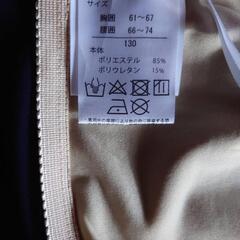 サイズ
胸囲 61～67
腰囲 66～74
130
本体
ポリエステル 85%
ポリウレタン 15%